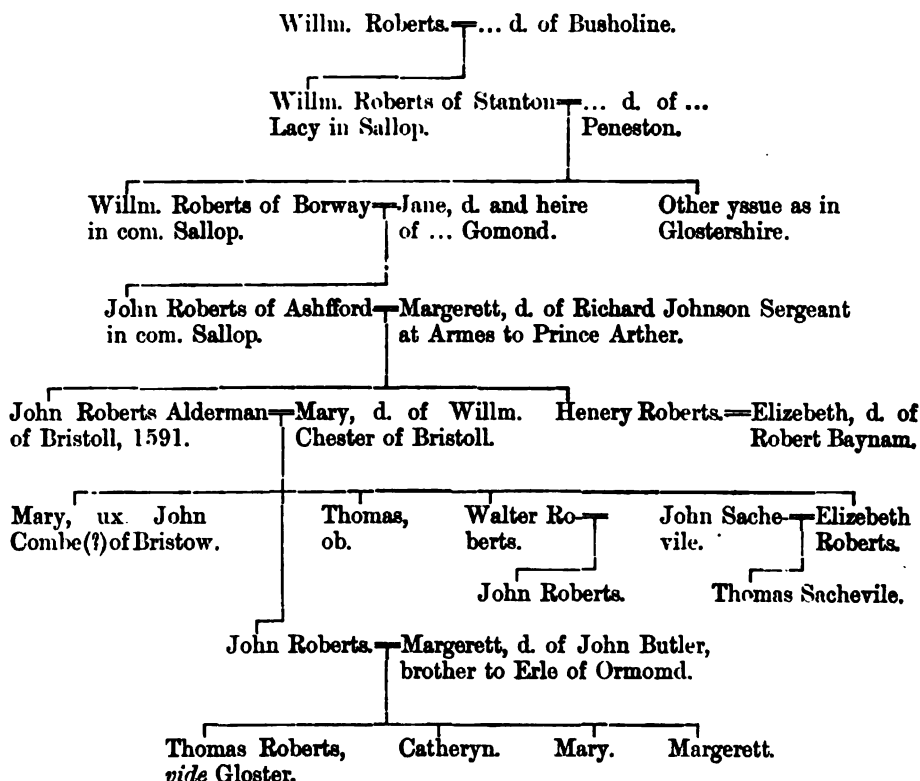 Willm. Roberts.=... d. of Busholine.
Willm. Roberts of Stanton=... d. of ...
Lacy in Sallop. Peneston.
Willm. Roberts of Borway=Jane, d. and heire Other yssue as in
in com. Sallop. of ... Gomond. Glostershire.
John Roberts of Ashfford=Margerett, d. of Richard Johnson Sergeant
in com. Sallop. at Armes to Prince Arther.
John Roberts Alderman=Mary, d. of Willm. Henery Roberts.=Elizebeth, d. of
of Bristoll, 1591. Chester of Bristoll. Robert Baynam.
Mary, ux John Thomas, Walter Ro-= John Sache-=Elizebeth
Combe(?) of Bristow. ob. berts. vile. Roberts.
John Roberts. Thomas Sachevile.
John Roberts.=Margerett, d. of John Butler,
brother to Erle of Ormomd.
Thomas Roberts, Catheryn. Mary. Margerett.
vide Gloster.